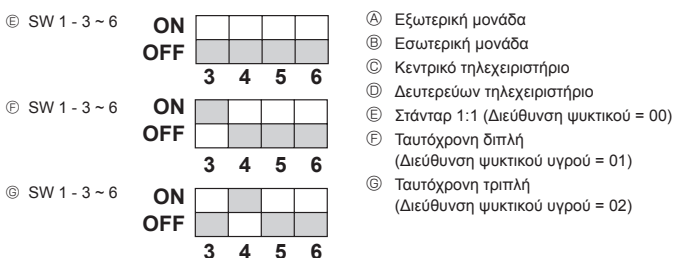 Ⓔ SW 1 - 3 ~ 6
ON
OFF
3 4 5 6
Ⓕ SW 1 - 3 ~ 6
ON
OFF
3 4 5 6
Ⓖ SW 1 - 3 ~ 6
ON
OFF
3 4 5 6
Ⓐ Εξωτερική μονάδα
Ⓑ Εσωτερική μονάδα
Ⓒ Κεντρικό τηλεχειριστήριο
Ⓓ Δευτερεύων τηλεχειριστήριο
Ⓔ Στάνταρ 1:1 (Διεύθυνση ψυκτικού = 00)
Ⓕ Ταυτόχρονη διπλή
(Διεύθυνση ψυκτικού υγρού = 01)
Ⓖ Ταυτόχρονη τριπλή
(Διεύθυνση ψυκτικού υγρού = 02)